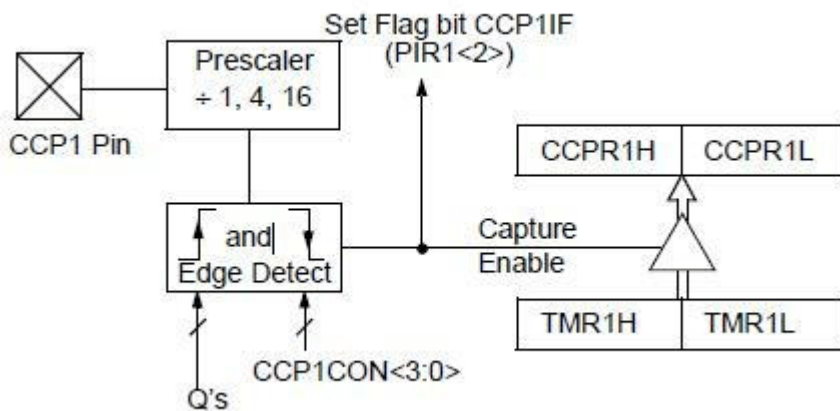 Set Flag bit CCP1IF
(PIR1<2>)
Prescaler
÷ 1, 4, 16
CCP1 Pin
CCPR1H CCPR1L
and
Edge Detect
Capture
Enable
TMR1H TMR1L
CCP1CON<3:0>
Q's